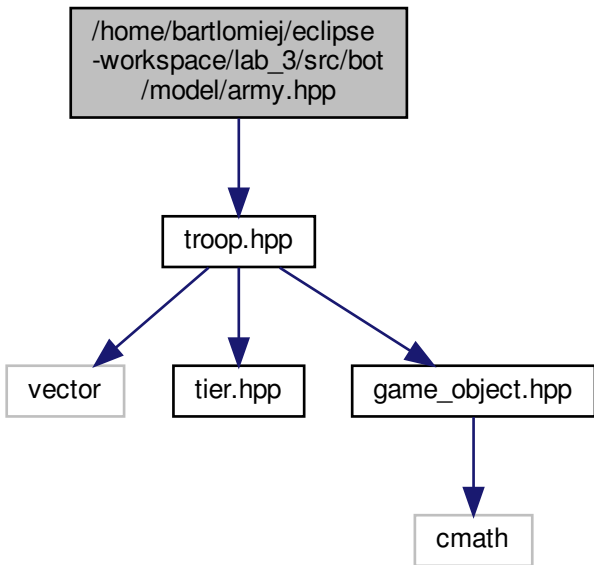 /home/bartlomiej/eclipse
-workspace/lab_3/src/bot
/model/army.hpp
troop.hpp
vector
tier.hpp
game_object.hpp
cmath